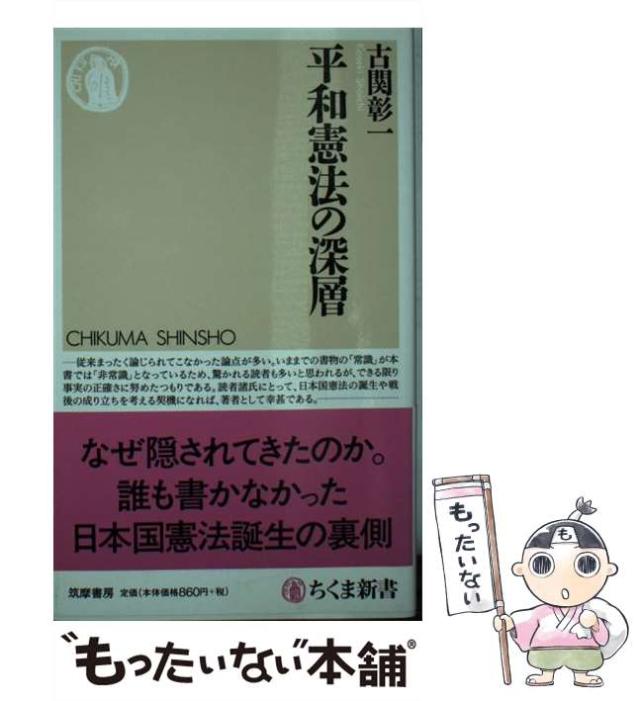 古関彰一
Koseki Shoichi
平和憲法の深層
CHIKUMA SHINSHO
──従来まったく論じられてこなかった論点が多い。いままでの書物の「常識」が本
書では「非常識」となっているため、驚かれる読者も多いと思われるが、できる限り
事実の正確さに努めたつもりである。読者諸氏にとって、日本国憲法の誕生や戦
後の成り立ちを考える契機になれば、著者として幸甚である。──
なぜ隠されてきたのか。
誰も書かなかった
日本国憲法誕生の裏側
筑摩書房 定価(本体価格860円+税)
ちくま新書
“もったいない”本舗®
もったいない
も